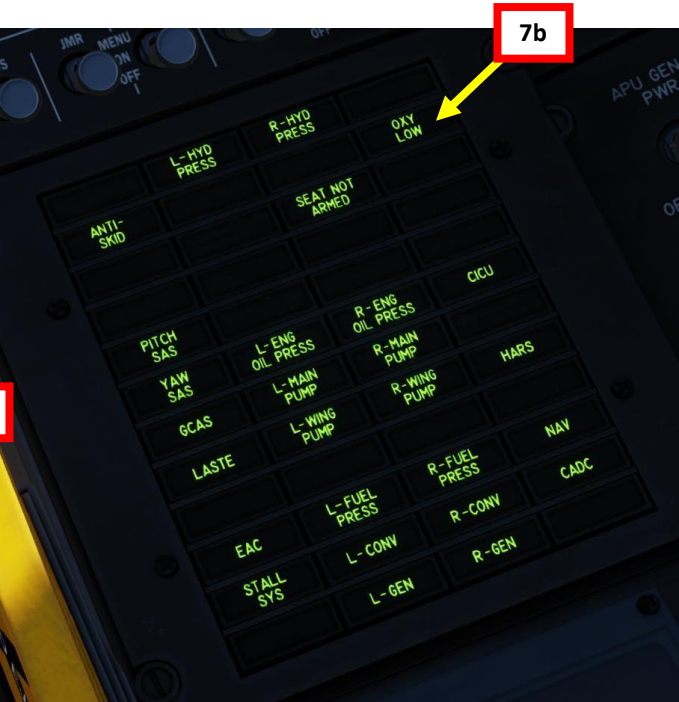 7b
S
JMR
MENU
ON
OFF
OFF
APU GEN
PWR
L-HYD
PRESS
R-HYD
PRESS
OXY
LOW
ANTI-
SKID
SEAT NOT
ARMED
PITCH
SAS
L-ENG
OIL PRESS
R-ENG
OIL PRESS
CICU
YAW
SAS
L-MAIN
PUMP
R-MAIN
PUMP
GCAS
L-WING
PUMP
R-WING
PUMP
HARS
LASTE
EAC
L-FUEL
PRESS
R-FUEL
PRESS
NAV
STALL
SYS
L-CONV
R-CONV
CADC
L-GEN
R-GEN